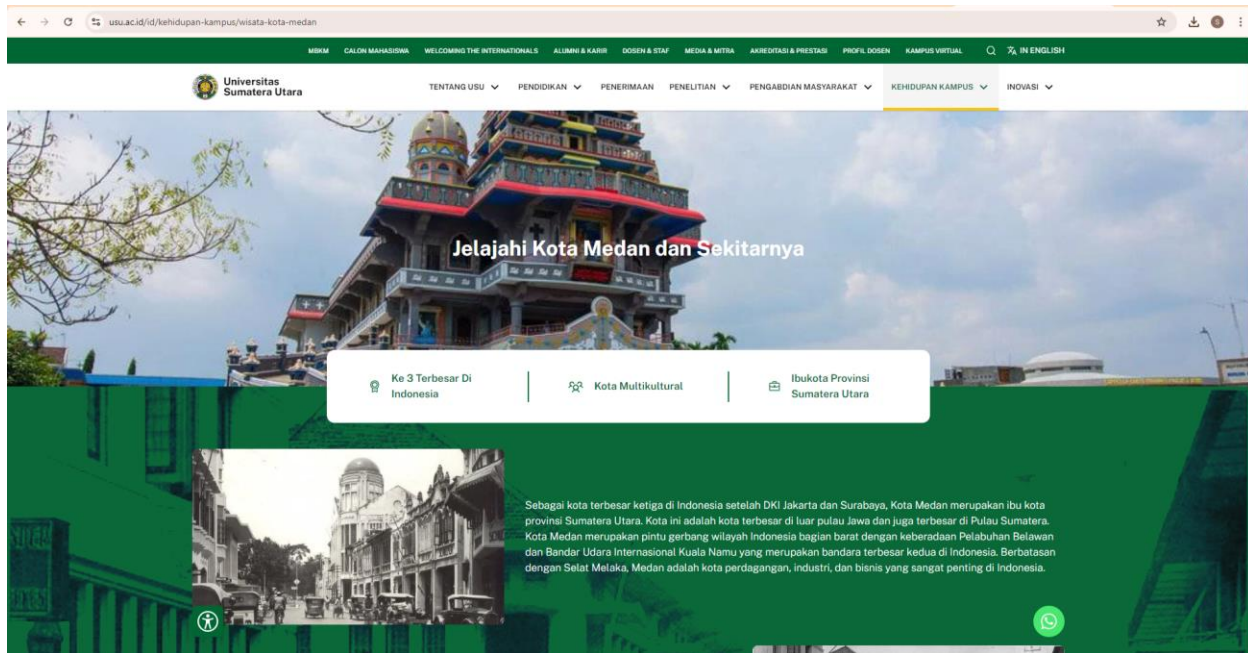 usu.ac.id/id/kehidupan-kampus/wisata-kota-medan
MBKM CALON MAHASISWA WELCOMING THE INTERNATIONALS ALUMNI & KARIR DOSEN & STAF MEDIA & MITRA AKREDITASI & PRESTASI PROFIL DOSEN KAMPUS VIRTUAL IN ENGLISH
Universitas
Sumatera Utara
TENTANG USU PENDIDIKAN PENERIMAAN PENELITIAN PENGABDIAN MASYARAKAT KEHIDUPAN KAMPUS INOVASI
Jelajahi Kota Medan dan Sekitarnya
Ke 3 Terbesar Di
Indonesia
Kota Multikultural
Ibukota Provinsi
Sumatera Utara
Sebagai kota terbesar ketiga di Indonesia setelah DKI Jakarta dan Surabaya, Kota Medan merupakan ibu kota
provinsi Sumatera Utara. Kota ini adalah kota terbesar di luar pulau Jawa dan juga terbesar di Pulau Sumatera.
Kota Medan merupakan pintu gerbang wilayah Indonesia bagian barat dengan keberadaan Pelabuhan Belawan
dan Bandar Udara Internasional Kuala Namu yang merupakan bandara terbesar kedua di Indonesia. Berbatasan
dengan Selat Melaka, Medan adalah kota perdagangan, industri, dan bisnis yang sangat penting di Indonesia.